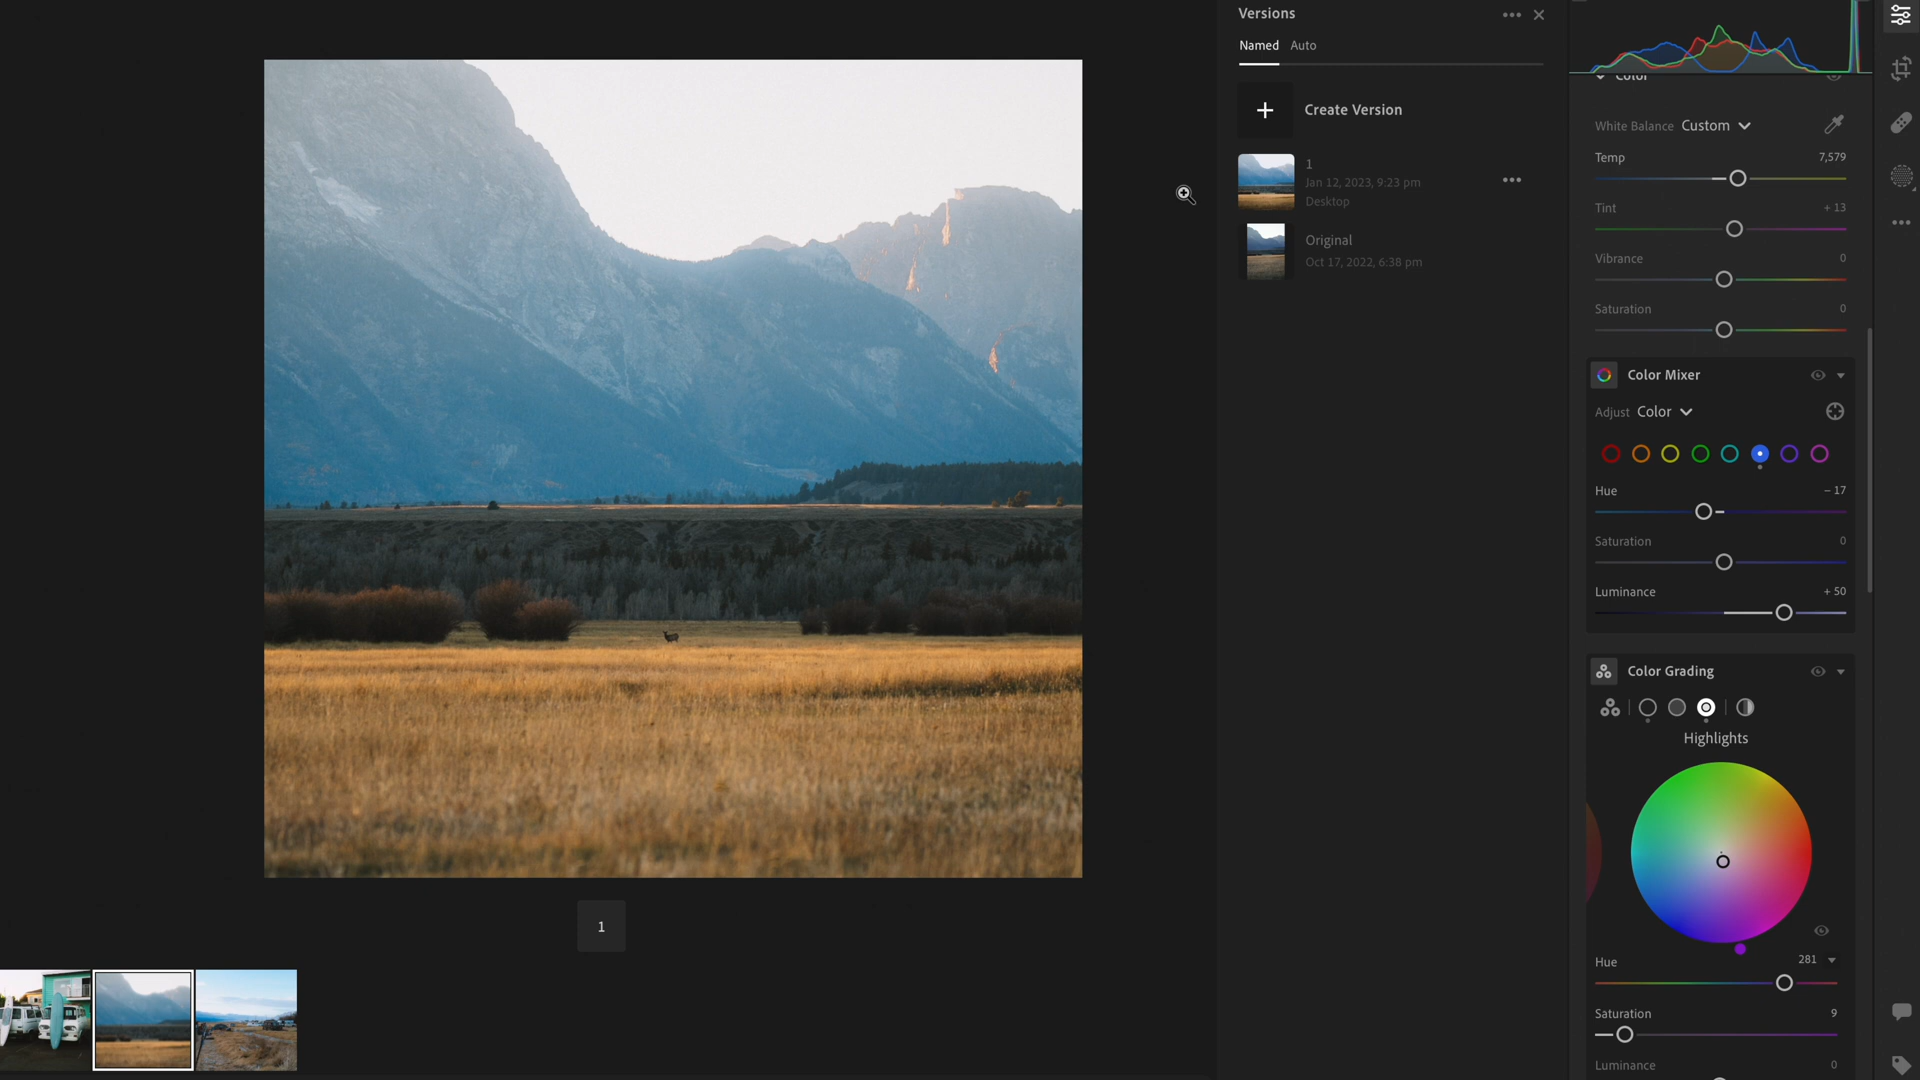 Versions
Named Auto
Create Version
1
Jan 12, 2023, 9:23 pm
Desktop
Original
Oct 17, 2022, 6:38 pm
1
Color
White Balance Custom
Temp 7,579
Tint + 13
Vibrance 0
Saturation 0
Color Mixer
Adjust Color
Hue – 17
Saturation 0
Luminance + 50
Color Grading
Highlights
Hue 281
Saturation 9
Luminance 0